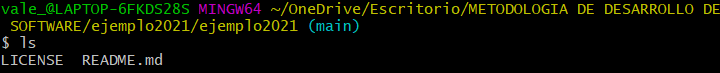 vale_@LAPTOP-6FKDS28S MINGW64 ~/OneDrive/Escritorio/METODOLOGIA DE DESARROLLO DE
SOFTWARE/ejemplo2021/ejemplo2021 (main)
$ ls
LICENSE  README.md